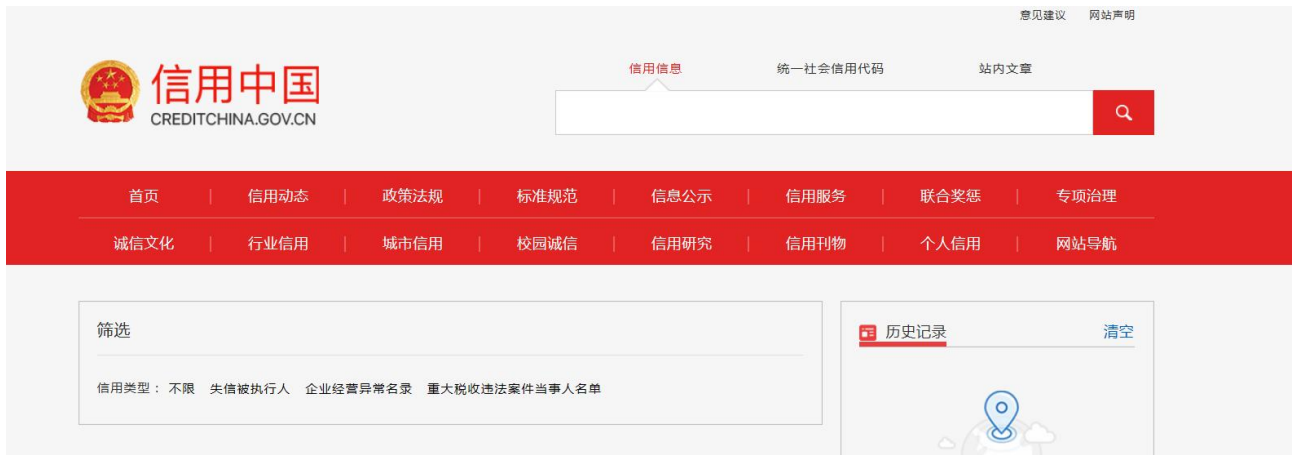 意见建议 网站声明
信用信息 统一社会信用代码 站内文章
信用中国
CREDITCHINA.GOV.CN
首页 信用动态 政策法规 标准规范 信息公示 信用服务 联合奖惩 专项治理
诚信文化 行业信用 城市信用 校园诚信 信用研究 信用刊物 个人信用 网站导航
筛选
历史记录 清空
信用类型： 不限 失信被执行人 企业经营异常名录 重大税收违法案件当事人名单